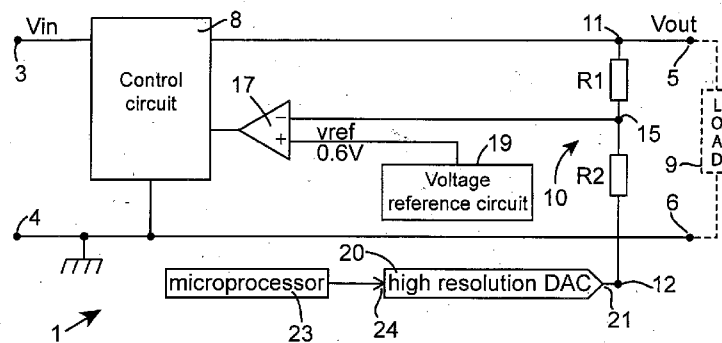 Vin
8
11
Vout
3
5
Control
circuit
17
R1
L
O
A
D
−
+
vref
0.6V
19
15
9
Voltage
reference circuit
10
R2
4
6
20
microprocessor
high resolution DAC
12
1
23
24
21